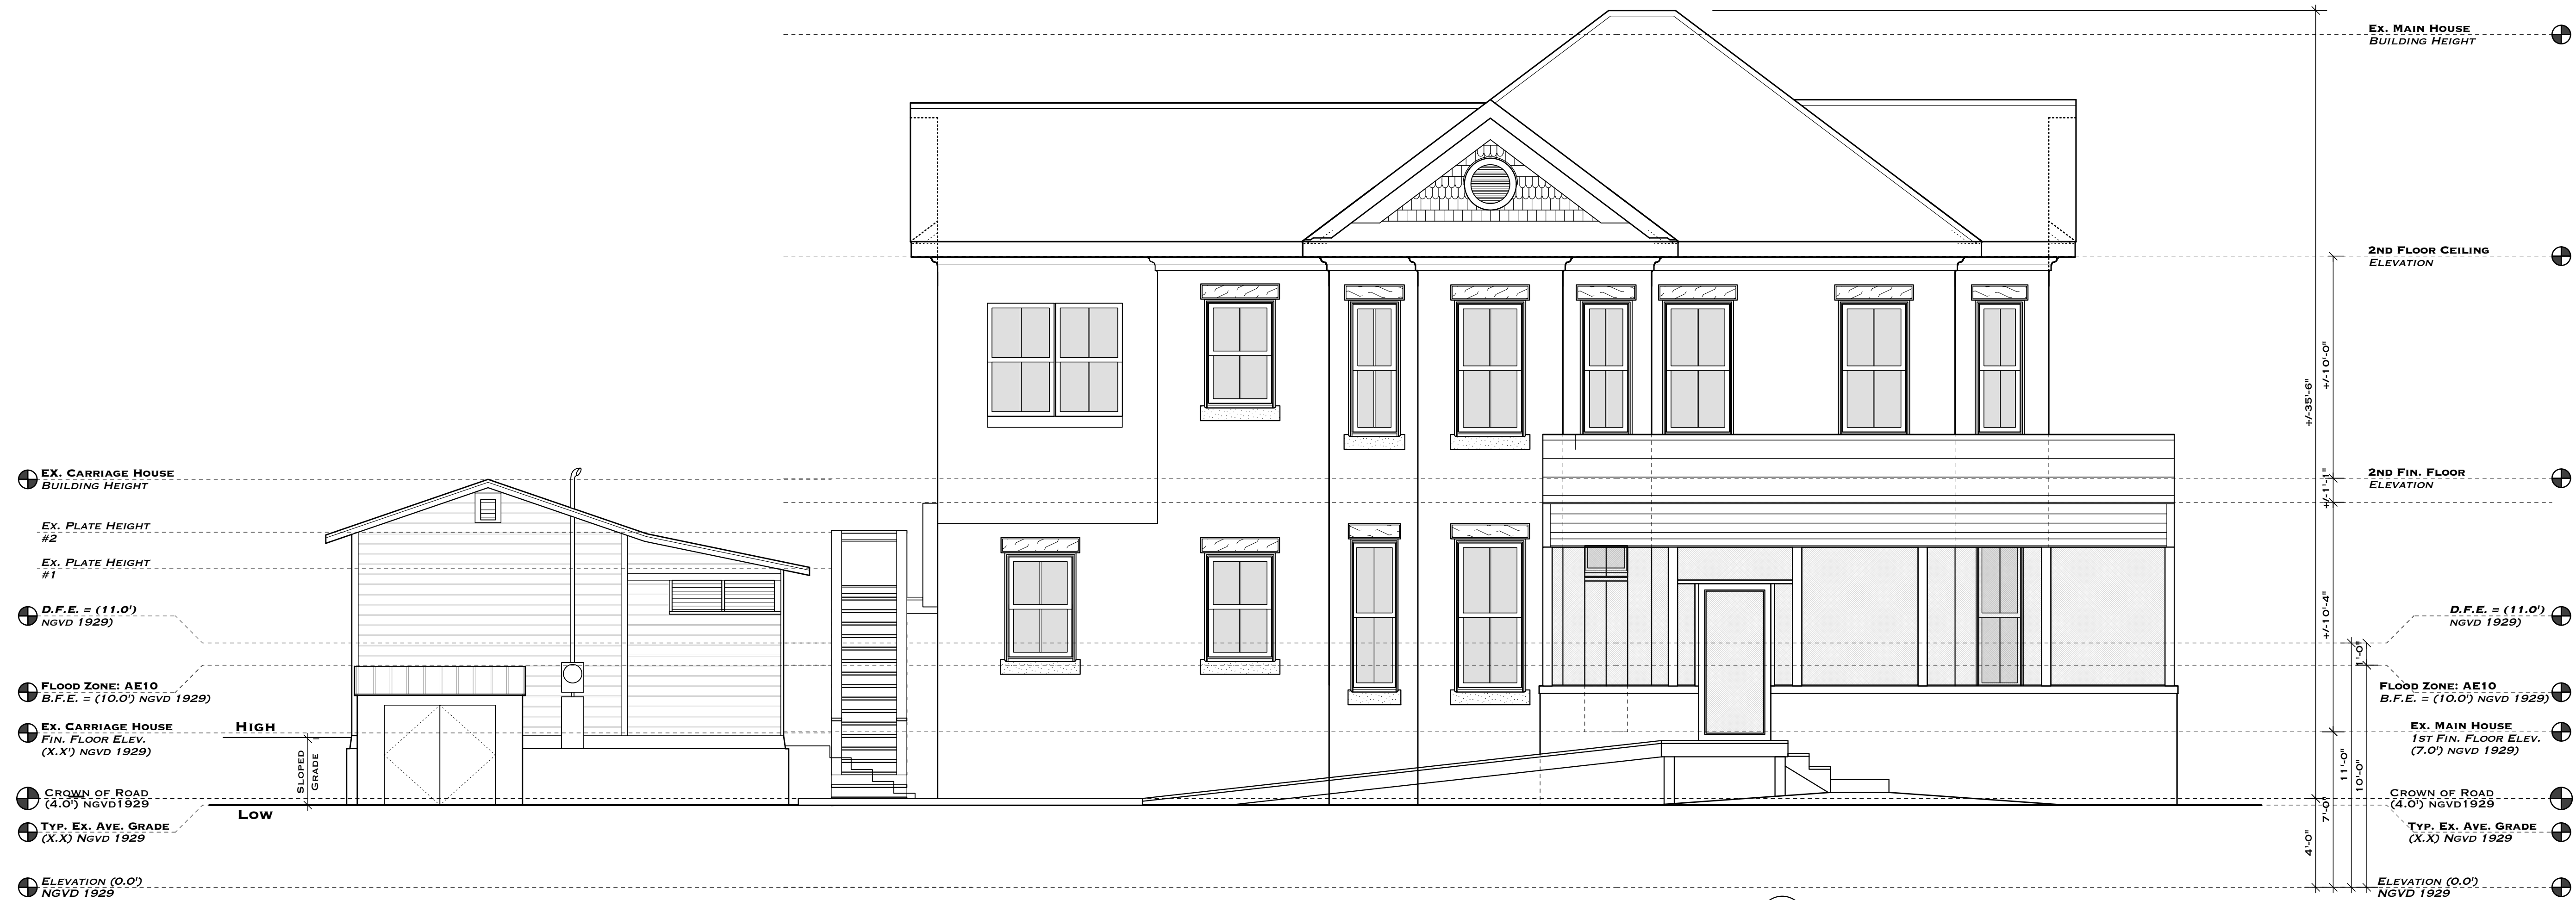 Ex. Main House
Building Height
2nd Floor Ceiling
Elevation
+/-10'-0"
+/-35'-6"
EX. Carriage House
Building Height
2nd Fin. Floor
Elevation
+/-1'-1"
Ex. Plate Height
#2
Ex. Plate Height
#1
D.F.E. = (11.0')
NGVD 1929)
+/-10'-4"
D.F.E. = (11.0')
NGVD 1929)
1'-0"
Flood Zone: AE10
B.F.E. = (10.0') NGVD 1929)
Flood Zone: AE10
B.F.E. = (10.0') NGVD 1929)
Ex. Carriage House
Fin. Floor Elev.
(X.X') NGVD 1929)
High
Sloped
Grade
Low
Ex. Main House
1st Fin. Floor Elev.
(7.0') NGVD 1929)
11'-0"
10'-0"
7'-0"
4'-0"
Crown of Road
(4.0') NGVD1929
Crown of Road
(4.0') NGVD1929
Typ. Ex. Ave. Grade
(X.X) NGVD 1929
Typ. Ex. Ave. Grade
(X.X) NGVD 1929
Elevation (0.0')
NGVD 1929
Elevation (0.0')
NGVD 1929